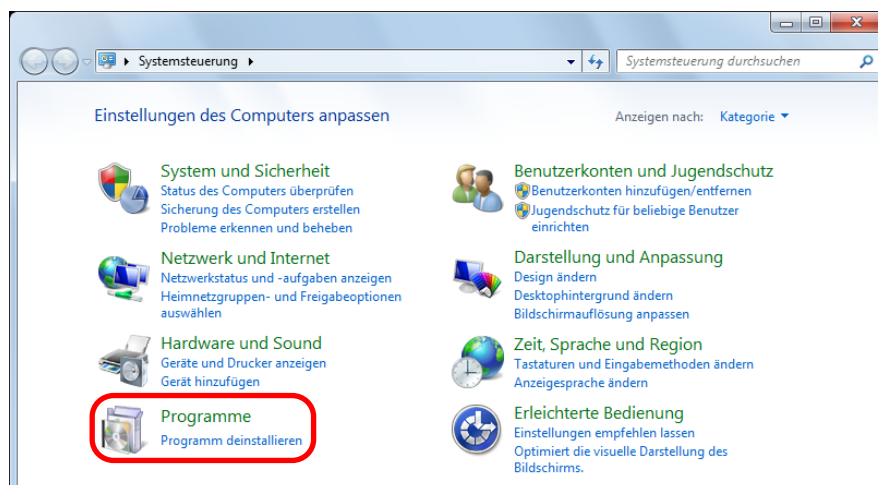 Systemsteuerung
Systemsteuerung durchsuchen
Einstellungen des Computers anpassen
Anzeigen nach: Kategorie
System und Sicherheit
Status des Computers überprüfen
Sicherung des Computers erstellen
Probleme erkennen und beheben
Netzwerk und Internet
Netzwerkstatus und -aufgaben anzeigen
Heimnetzgruppen- und Freigabeoptionen
auswählen
Hardware und Sound
Geräte und Drucker anzeigen
Gerät hinzufügen
Programme
Programm deinstallieren
Benutzerkonten und Jugendschutz
Benutzerkonten hinzufügen/entfernen
Jugendschutz für beliebige Benutzer
einrichten
Darstellung und Anpassung
Design ändern
Desktophintergrund ändern
Bildschirmauflösung anpassen
Zeit, Sprache und Region
Tastaturen und Eingabemethoden ändern
Anzeigesprache ändern
Erleichterte Bedienung
Einstellungen empfehlen lassen
Optimiert die visuelle Darstellung des
Bildschirms.